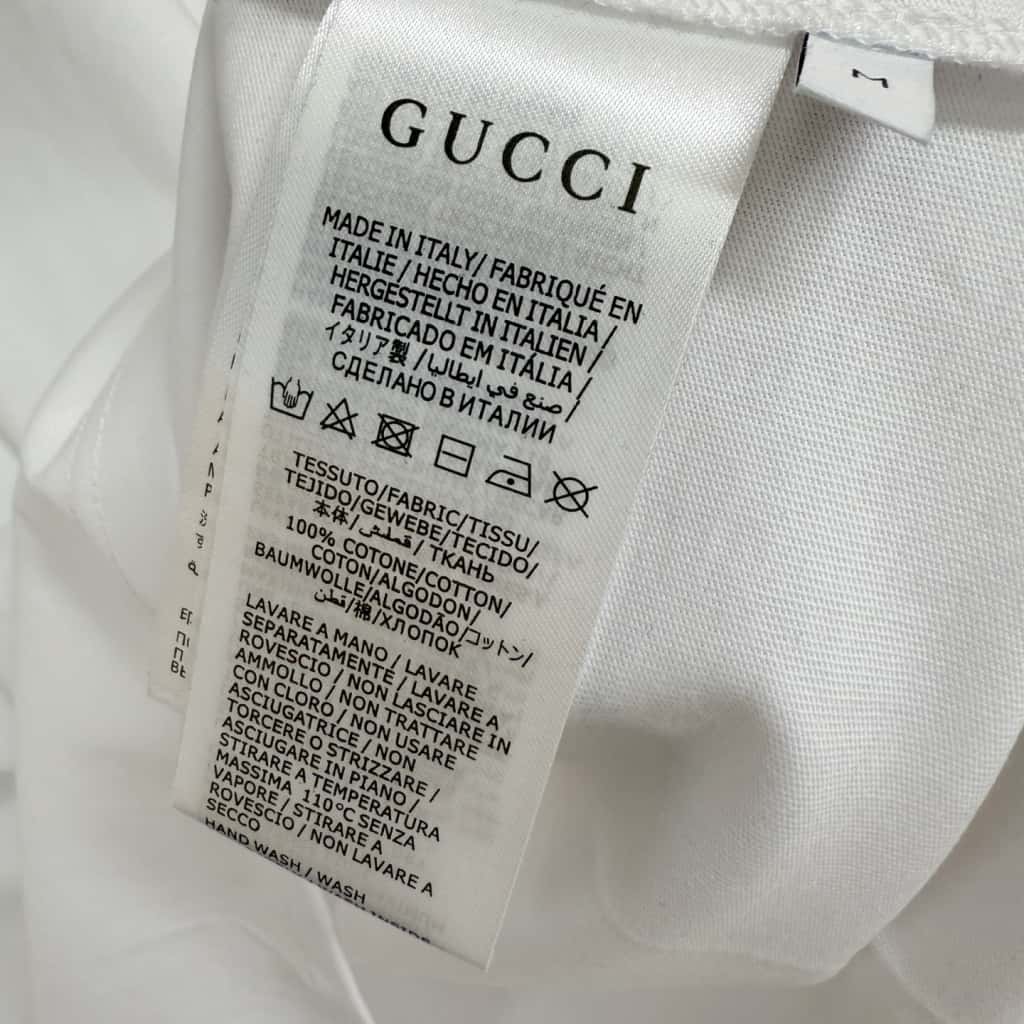 M
GUCCI
MADE IN ITALY/ FABRIQUÉ EN
ITALIE / HECHO EN ITALIA /
HERGESTELLT IN ITALIEN /
FABRICADO EM ITÁLIA /
イタリア製 / صنع في ايطاليا /
СДЕЛАНО В ИТАЛИИ
TESSUTO/FABRIC/TISSU/
TEJIDO/GEWEBE/TECIDO/
本体/قماش/ ТКАНЬ
100% COTONE/COTTON/
COTON/ALGODON/
BAUMWOLLE/ALGODÃO/コットン/
قطن/棉/ХЛОПОК
LAVARE A MANO / LAVARE
SEPARATAMENTE / LAVARE A
ROVESCIO / NON LASCIARE IN
AMMOLLO / NON TRATTARE
CON CLORO / NON USARE
ASCIUGATRICE / NON
TORCERE O STRIZZARE /
ASCIUGARE IN PIANO /
STIRARE A TEMPERATURA
MASSIMA 110°C SENZA
VAPORE / STIRARE A
ROVESCIO / NON LAVARE A
SECCO
HAND WASH / WASH
INSIDE